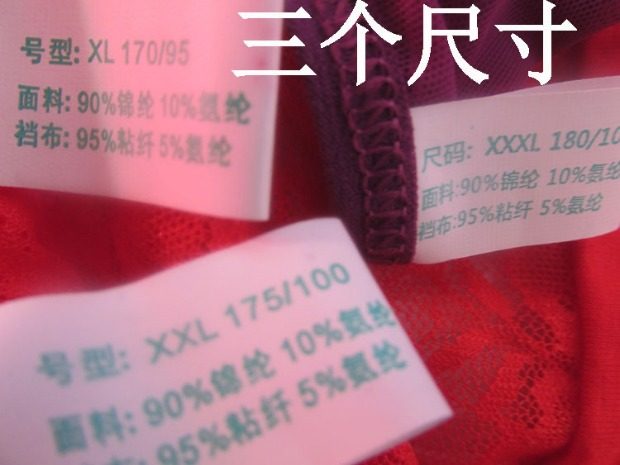 三个尺寸
号型: XL 170/95
面料: 90%锦纶 10%氨纶
裆布: 95%粘纤 5%氨纶
尺码: XXXL 180/10
面料:90%锦纶 10%氨纶
裆布:95%粘纤 5%氨纶
号型: XXL 175/100
面料: 90%锦纶 10%氨纶
95%粘纤 5%氨纶